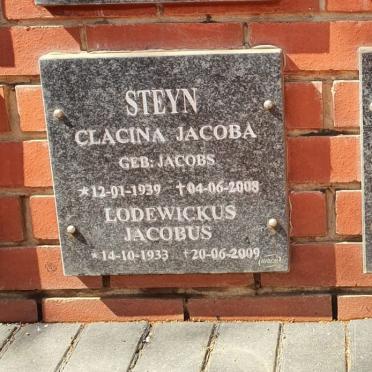 STEYN
CLACINA JACOBA
GEB: JACOBS
*12-01-1939 †04-06-2008
LODEWICKUS
JACOBUS
*14-10-1933 †20-06-2009